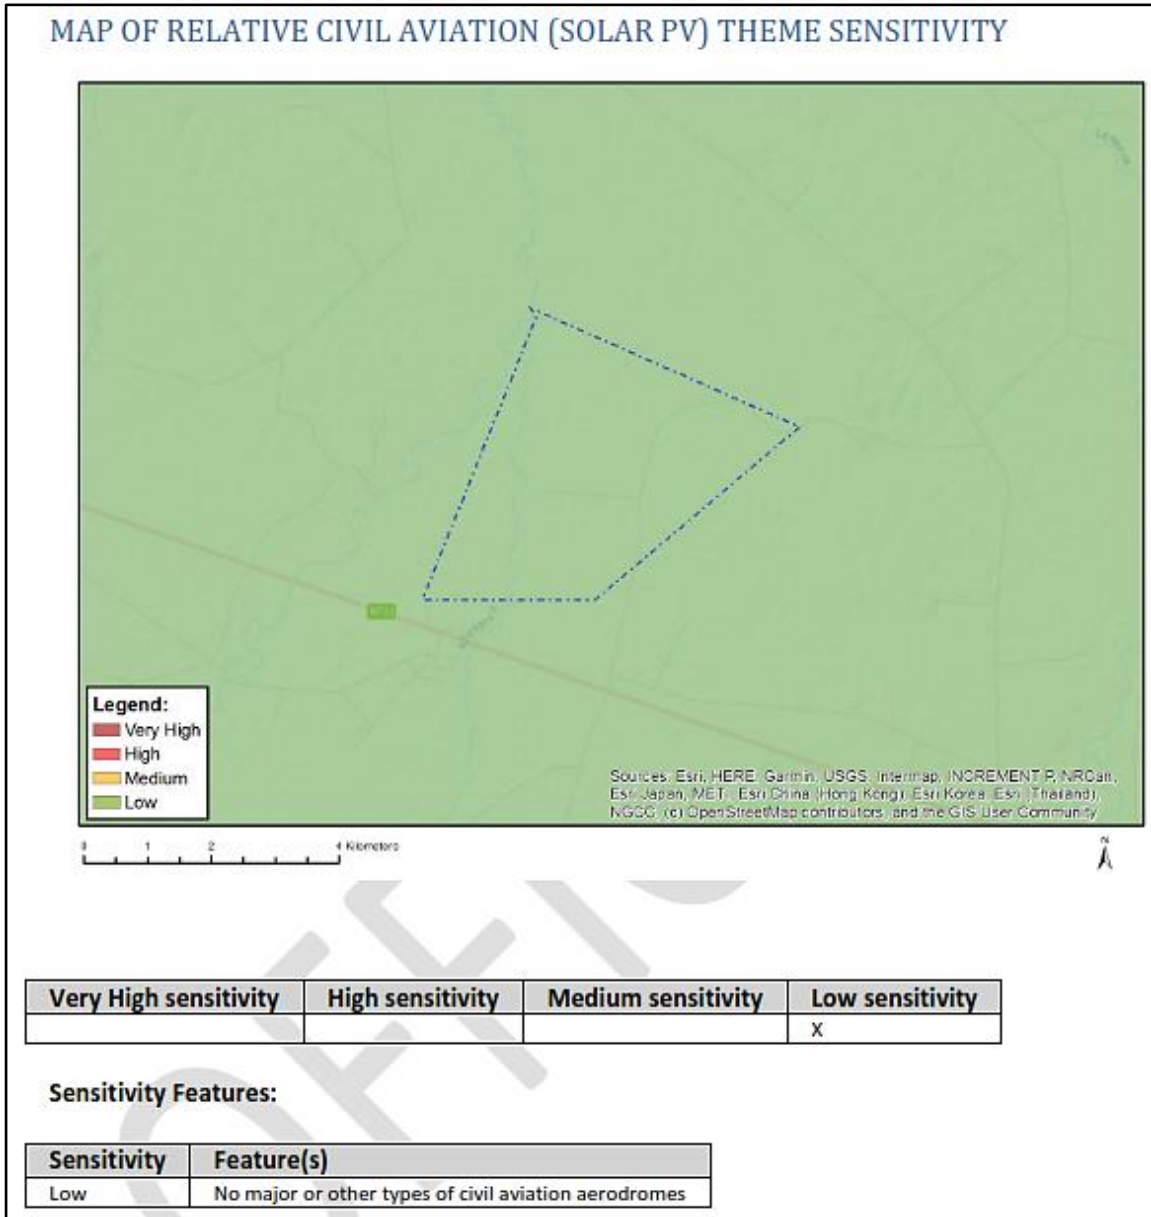 MAP OF RELATIVE CIVIL AVIATION (SOLAR PV) THEME SENSITIVITY
Legend:
Very High
High
Medium
Low
Sources: Esri, HERE, Garmin, USGS, Intermap, INCREMENT P, NRCan,
Esri Japan, METI, Esri China (Hong Kong), Esri Korea, Esri (Thailand),
NGCC, (c) OpenStreetMap contributors, and the GIS User Community
0 1 2 4 Kilometers
N
Very High sensitivity High sensitivity Medium sensitivity Low sensitivity
X
Sensitivity Features:
Sensitivity Feature(s)
Low No major or other types of civil aviation aerodromes